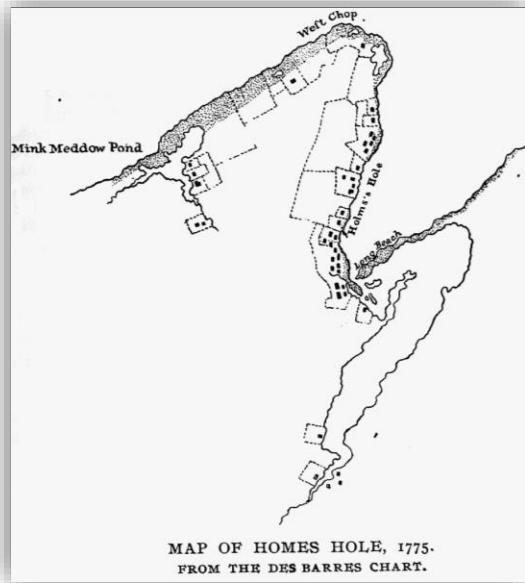 Weſt Chop
Mink Meddow Pond
Holms's Hole
Long Beach
MAP OF HOMES HOLE, 1775.
FROM THE DES BARRES CHART.